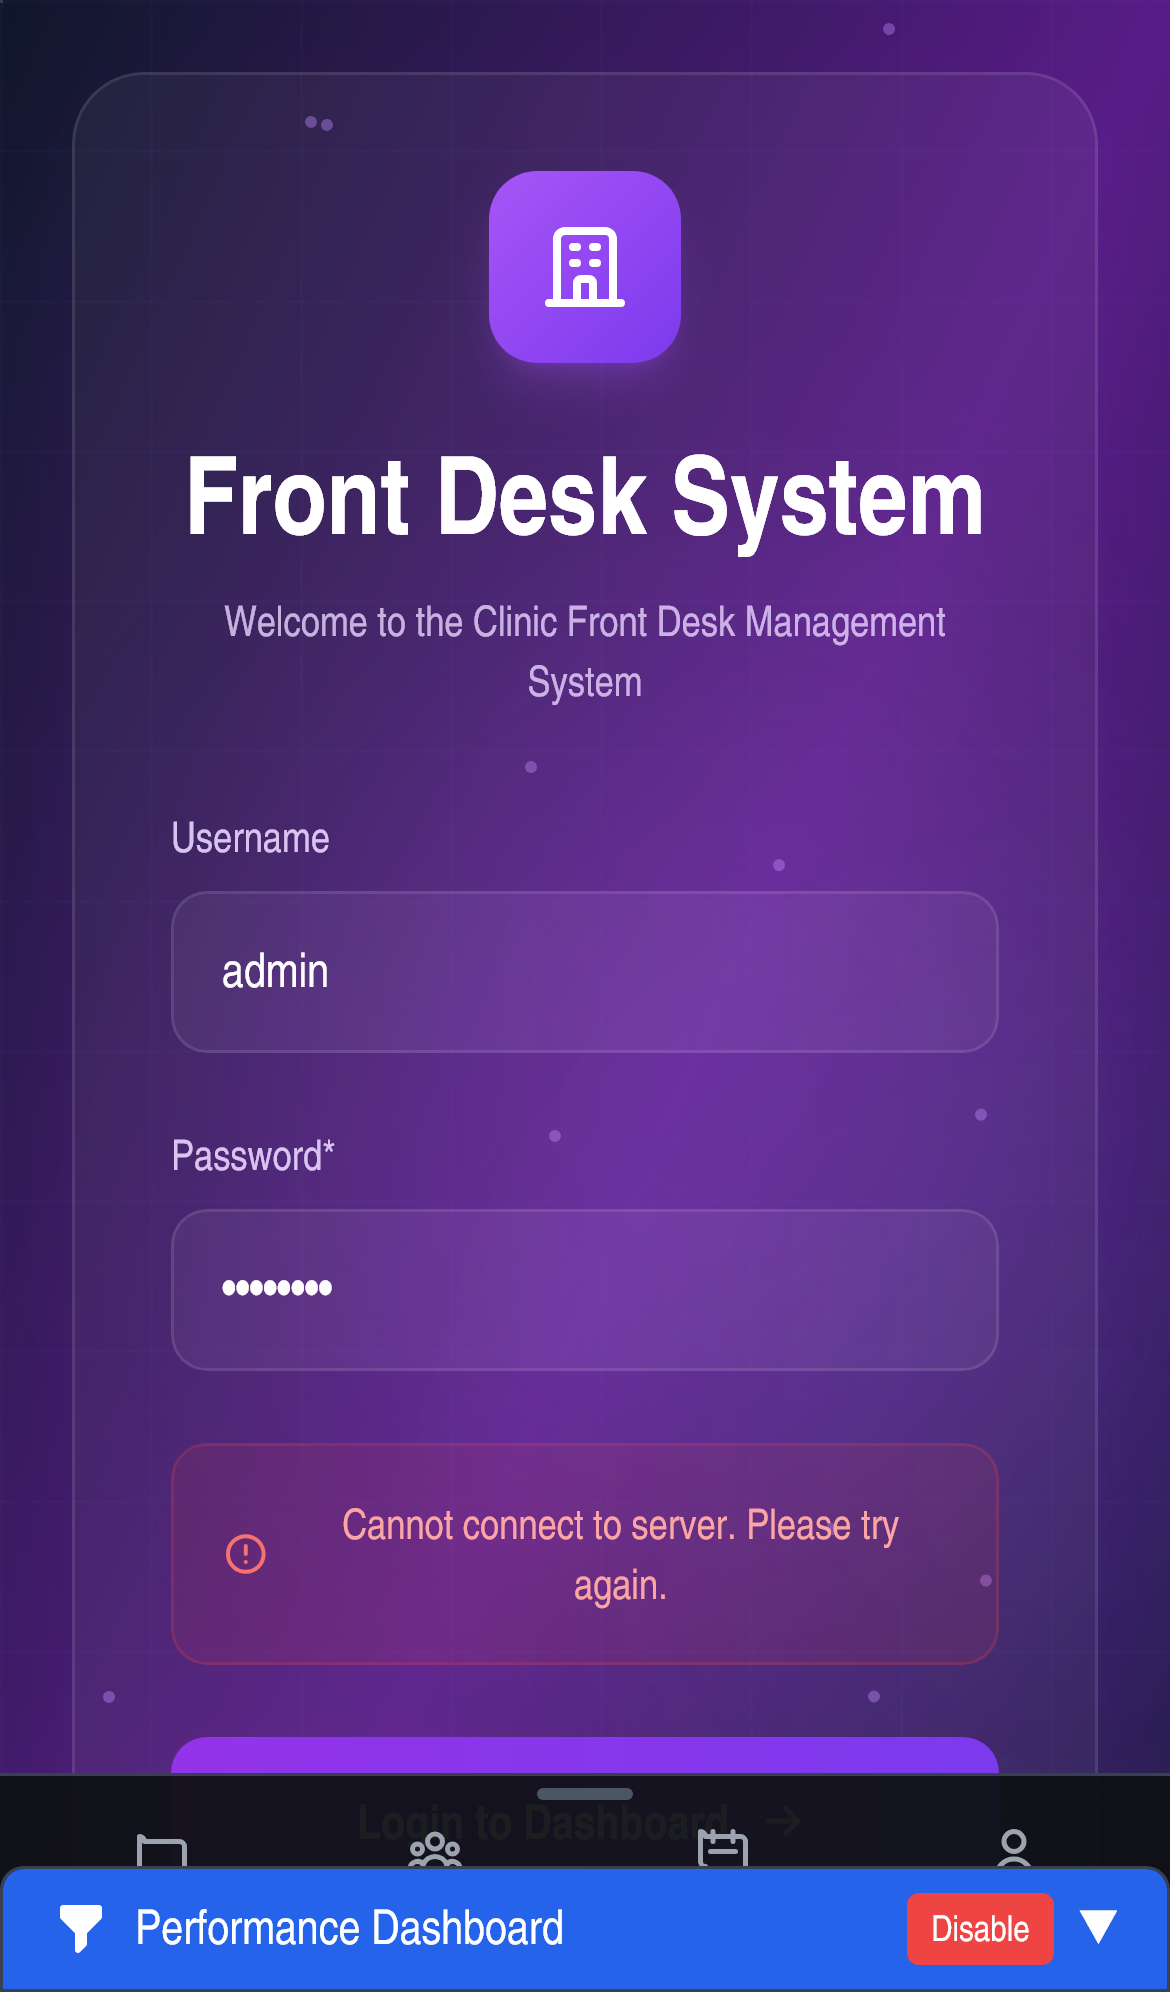 Front Desk System
Welcome to the Clinic Front Desk Management
System
Username
admin
Password*
••••••••
Cannot connect to server. Please try
again.
Login to Dashboard →
Performance Dashboard
Disable